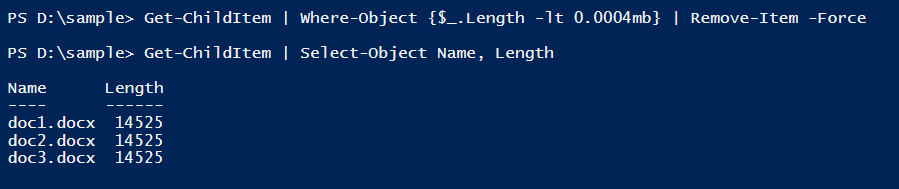 PS D:\sample> Get-ChildItem | Where-Object {$_.Length -lt 0.0004mb} | Remove-Item -Force
PS D:\sample> Get-ChildItem | Select-Object Name, Length
Name      Length
----      ------
doc1.docx  14525
doc2.docx  14525
doc3.docx  14525